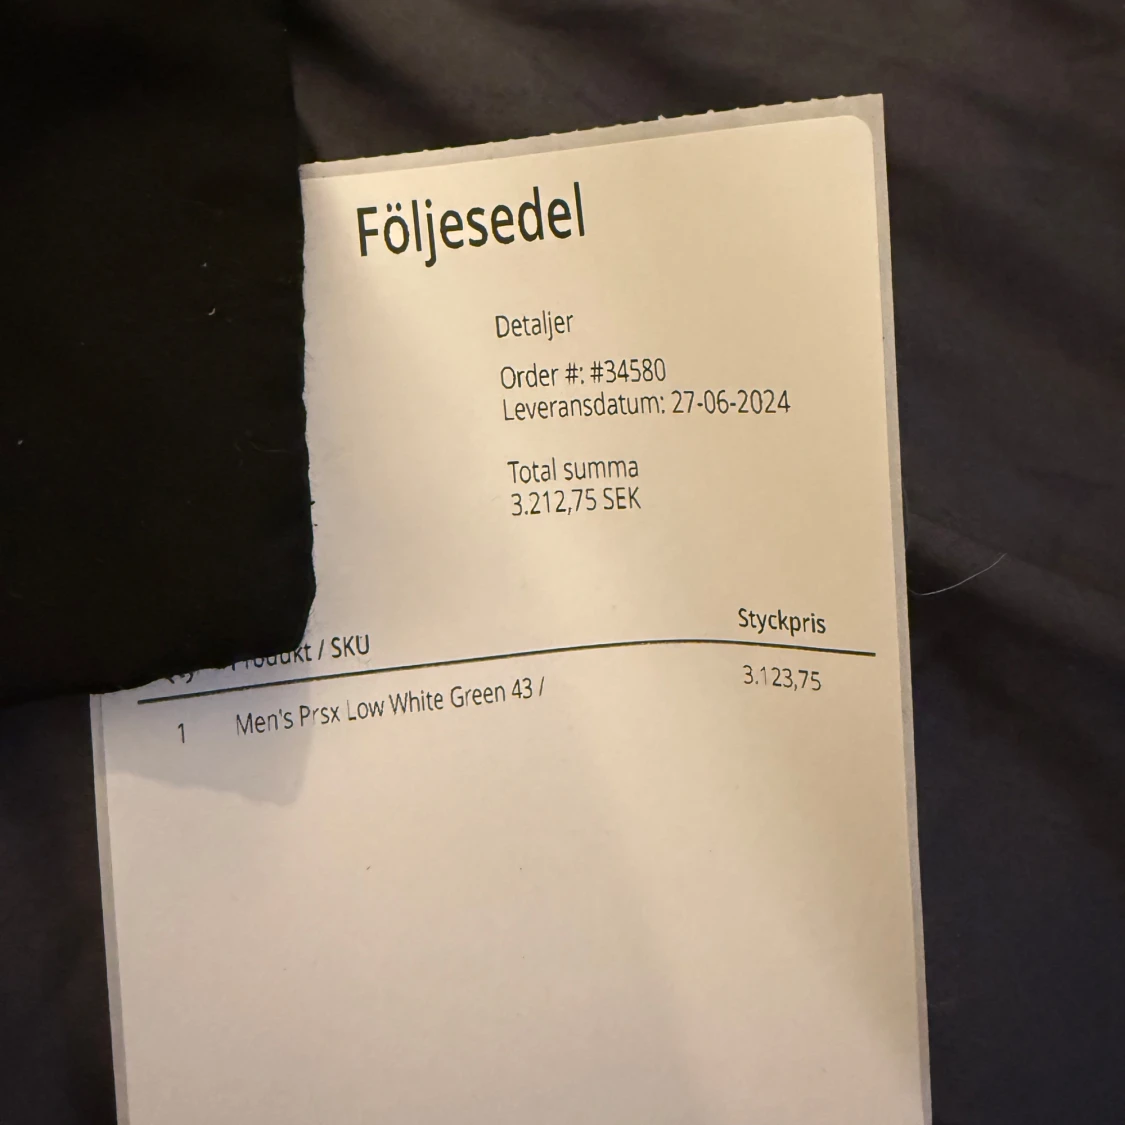 Följesedel
Detaljer
Order #: #34580
Leveransdatum: 27-06-2024
Total summa
3.212,75 SEK
/ SKU
Styckpris
1 Men's Prsx Low White Green 43 /
3.123,75